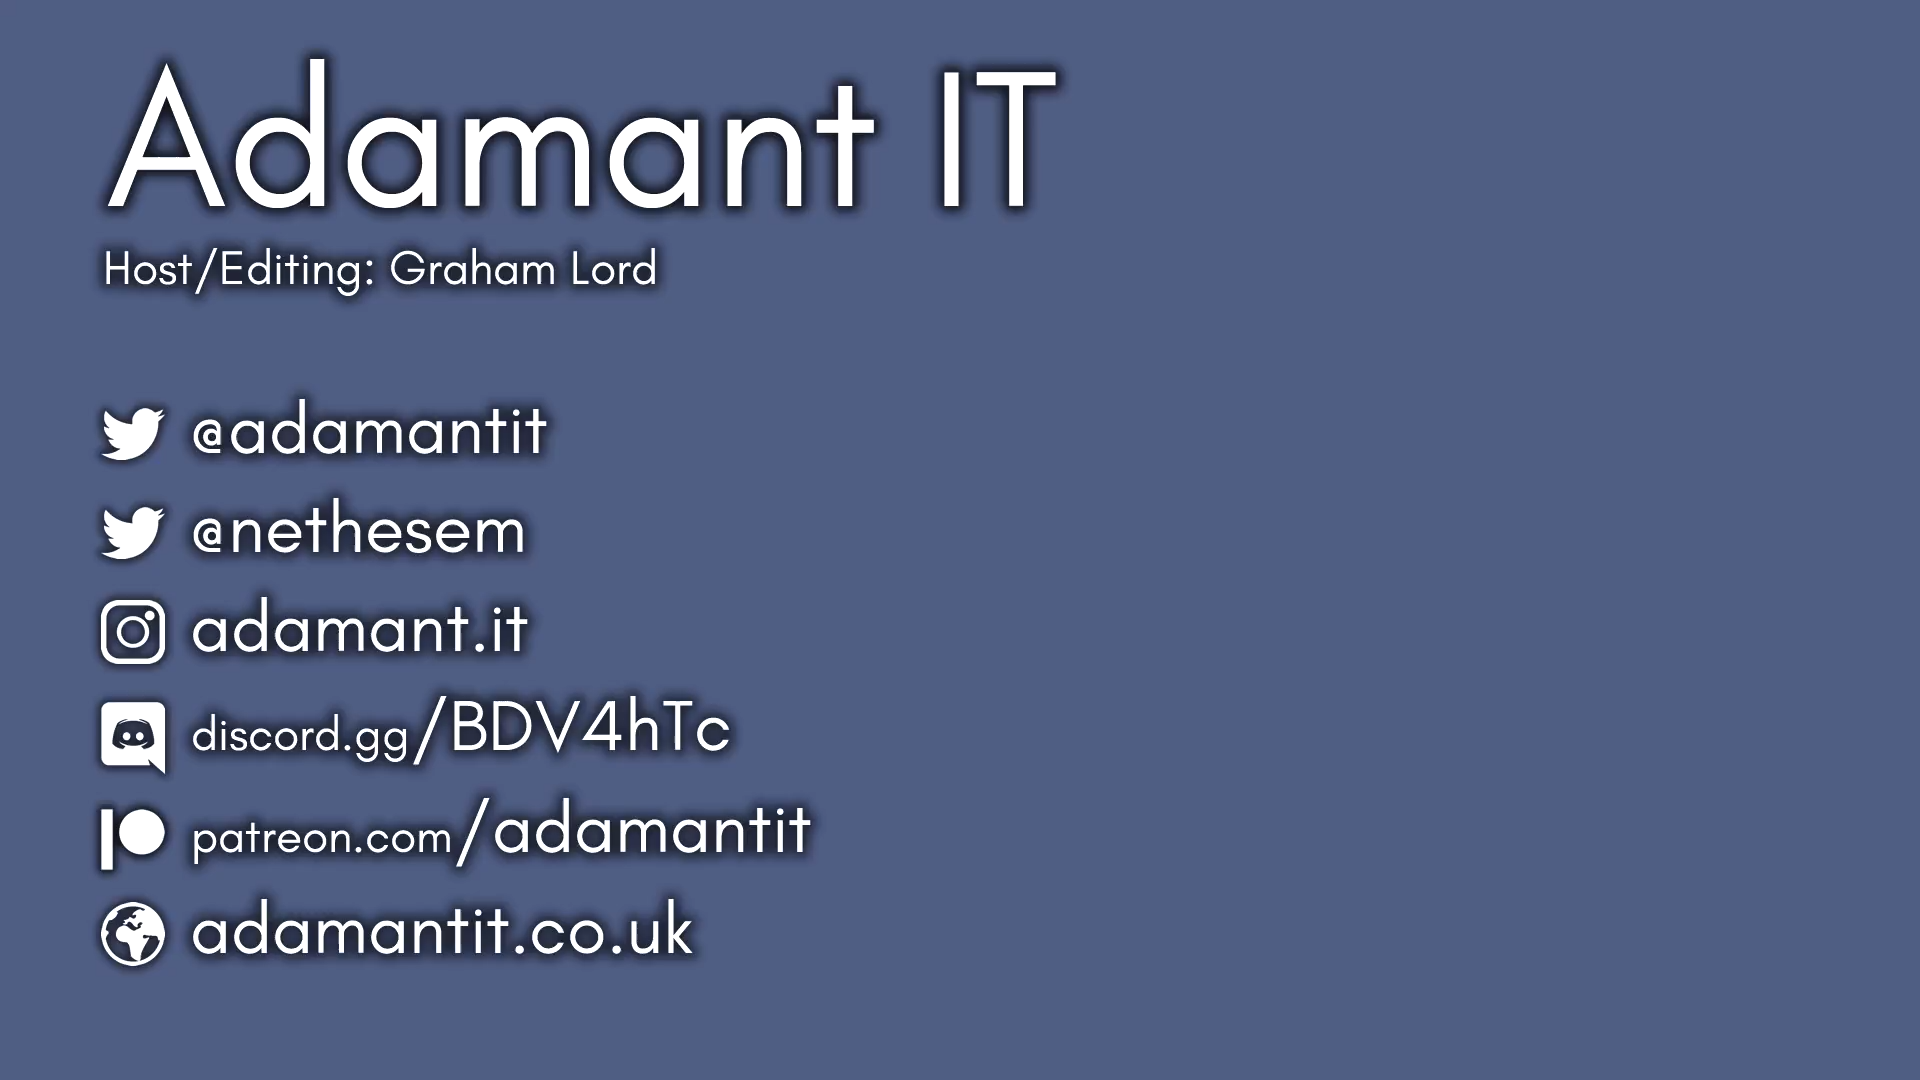 Adamant IT
Host/Editing: Graham Lord
@adamantit
@nethesem
adamant.it
discord.gg/BDV4hTc
patreon.com/adamantit
adamantit.co.uk